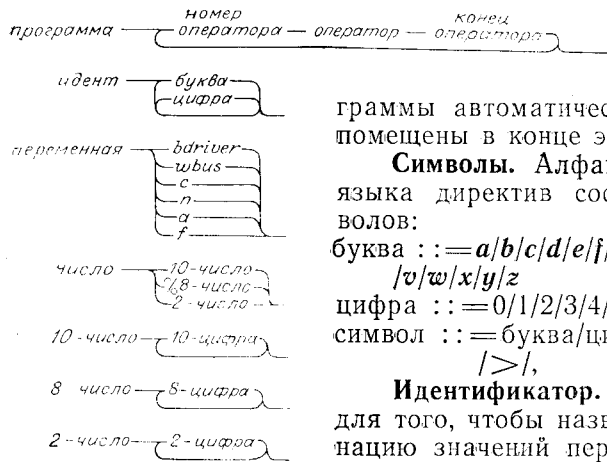 программа номер оператора оператор конец оператора
идент буква
цифра
переменная bdriver
wbus
c
n
a
f
число 10-число
%8-число
2-число
10-число 10-цифра
8 число 8-цифра
2-число 2-цифра
граммы автоматичес
помещены в конце э
Символы. Алфа
языка директив сос
волов:
буква ::=a/b/c/d/e/f/
/v/w/x/y/z
цифра ::=0/1/2/3/4/
символ ::=буква/ци
/>/,
Идентификатор.
для того, чтобы назы
нацию значений пер